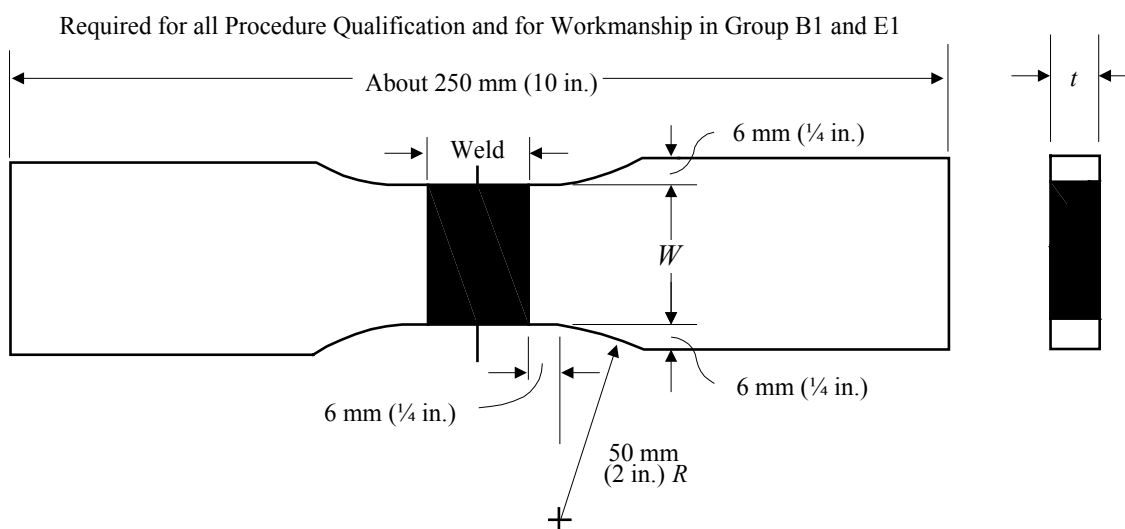 Required for all Procedure Qualification and for Workmanship in Group B1 and E1
About 250 mm (10 in.)
t
6 mm (¼ in.)
Weld
W
6 mm (¼ in.)
6 mm (¼ in.)
50 mm
(2 in.) R